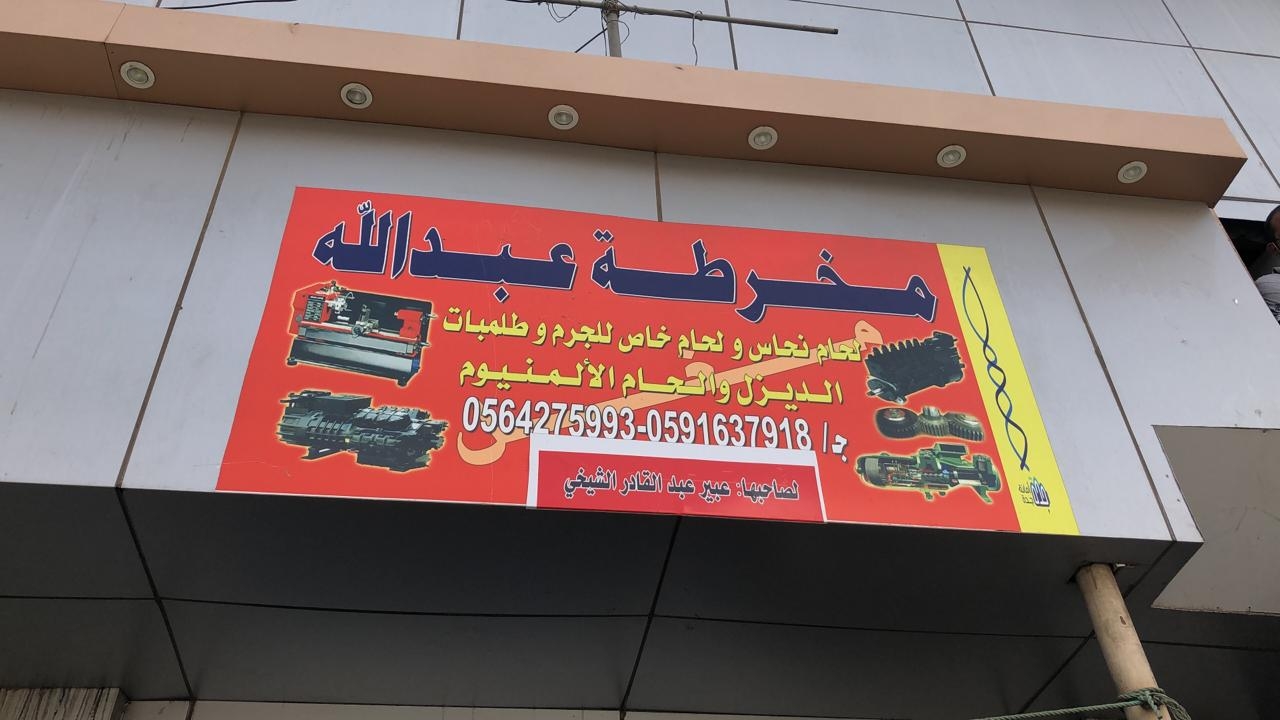 مخرطة عبدالله
لحام نحاس و لحام خاص للجرم و طلمبات
الديزل والحام الألمنيوم
ج / 0591637918-0564275993
لصاحبها: عبير عبد القادر الشيخي